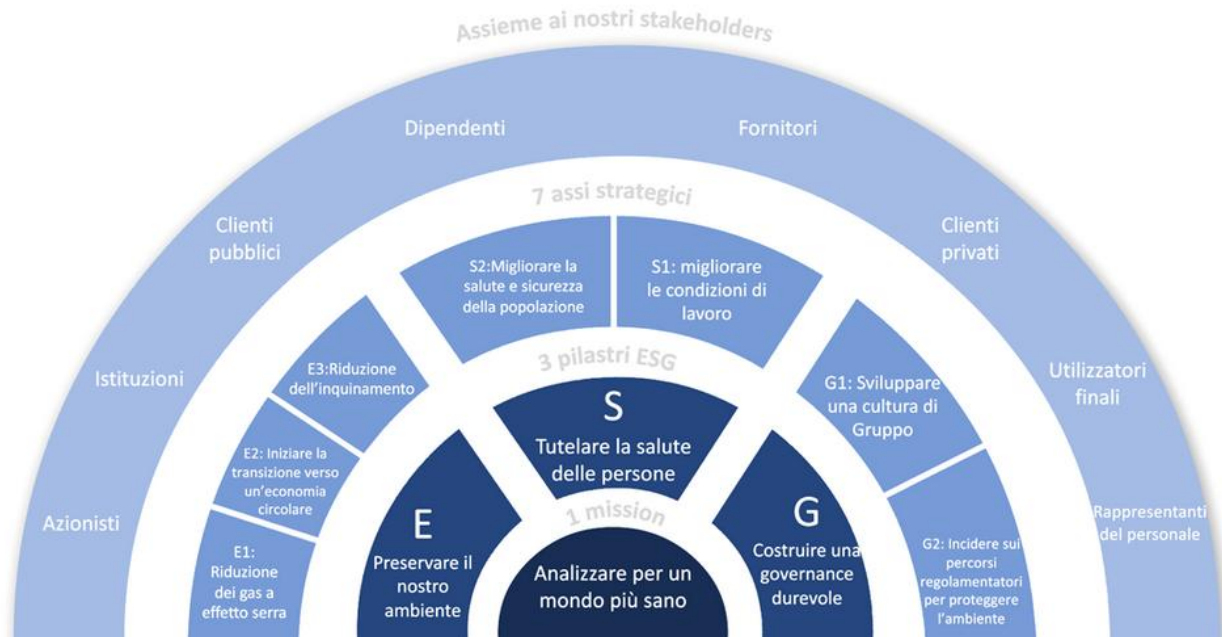 Assieme ai nostri stakeholders
Azionisti
Istituzioni
Clienti
pubblici
Dipendenti
Fornitori
Clienti
privati
Utilizzatori
finali
Rappresentanti
del personale
7 assi strategici
E1:
Riduzione
dei gas a
effetto serra
E2: Iniziare la
transizione verso
un'economia
circolare
E3:Riduzione
dell'inquinamento
S2:Migliorare la
salute e sicurezza
della popolazione
S1: migliorare
le condizioni di
lavoro
G1: Sviluppare
una cultura di
Gruppo
G2: Incidere sui
percorsi
regolamentatori
per proteggere
l'ambiente
3 pilastri ESG
E
Preservare il
nostro
ambiente
S
Tutelare la salute
delle persone
G
Costruire una
governance
durevole
1 mission
Analizzare per un
mondo più sano